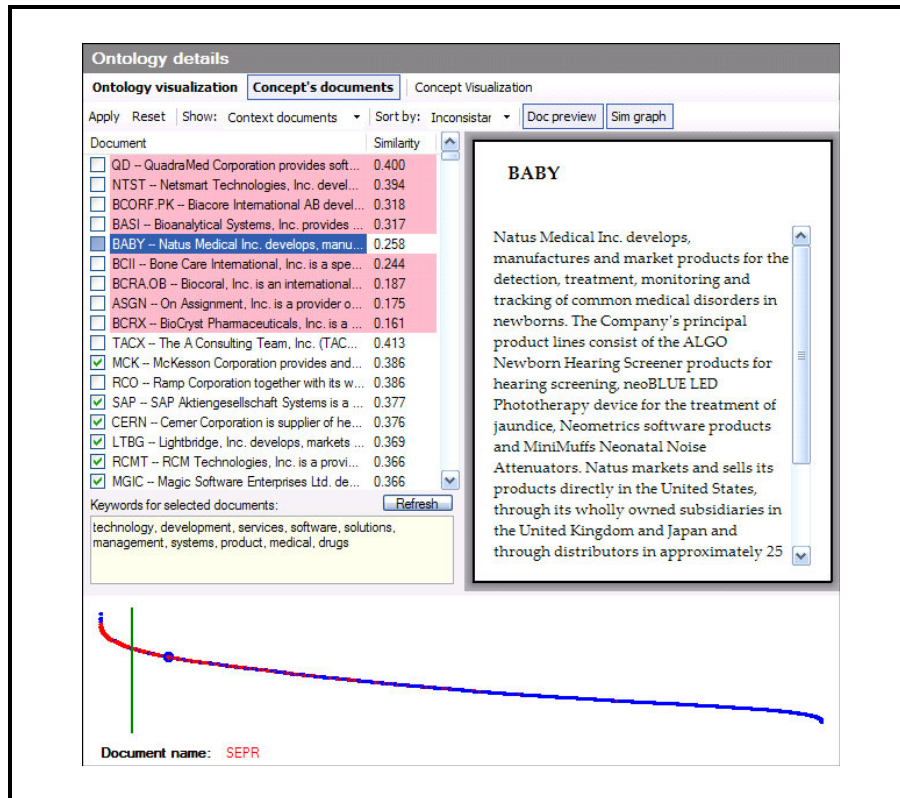 Ontology details
Ontology visualization Concept's documents Concept Visualization
Apply Reset Show: Context documents Sort by: Inconsistar Doc preview Sim graph
Document Similarity
QD -- QuadraMed Corporation provides soft... 0.400
NTST -- Netsmart Technologies, Inc. devel... 0.394
BCORF.PK -- Biacore International AB devel... 0.318
BASI -- Bioanalytical Systems, Inc. provides ... 0.317
BABY -- Natus Medical Inc. develops, manu... 0.258
BCII -- Bone Care International, Inc. is a spe... 0.244
BCRA.OB -- Biocoral, Inc. is an international... 0.187
ASGN -- On Assignment, Inc. is a provider o... 0.175
BCRX -- BioCryst Pharmaceuticals, Inc. is a ... 0.161
TACX -- The A Consulting Team, Inc. (TAC... 0.413
MCK -- McKesson Corporation provides and... 0.386
RCO -- Ramp Corporation together with its w... 0.386
SAP -- SAP Aktiengesellschaft Systems is a ... 0.377
CERN -- Cerner Corporation is supplier of he... 0.376
LTBG -- Lightbridge, Inc. develops, markets ... 0.369
RCMT -- RCM Technologies, Inc. is a provi... 0.366
MGIC -- Magic Software Enterprises Ltd. de... 0.366
Keywords for selected documents: Refresh
technology, development, services, software, solutions,
management, systems, product, medical, drugs
BABY
Natus Medical Inc. develops,
manufactures and market products for the
detection, treatment, monitoring and
tracking of common medical disorders in
newborns. The Company's principal
product lines consist of the ALGO
Newborn Hearing Screener products for
hearing screening, neoBLUE LED
Phototherapy device for the treatment of
jaundice, Neometrics software products
and MiniMuffs Neonatal Noise
Attenuators. Natus markets and sells its
products directly in the United States,
through its wholly owned subsidiaries in
the United Kingdom and Japan and
through distributors in approximately 25
Document name: SEPR